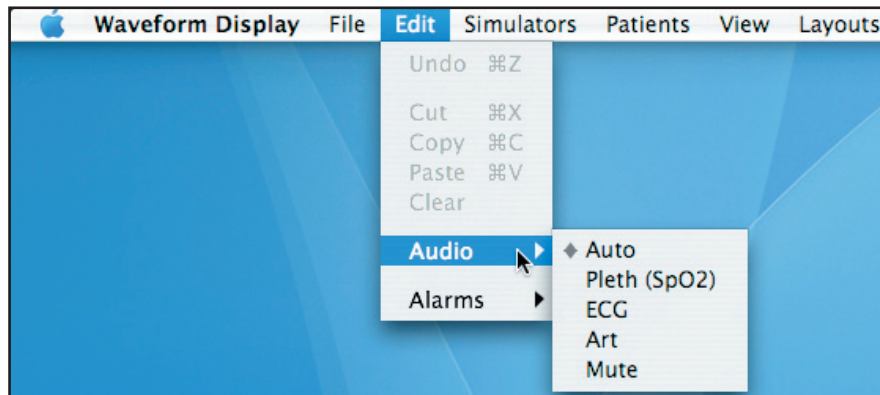 Waveform Display File Edit Simulators Patients View Layouts
Undo ⌘Z
Cut ⌘X
Copy ⌘C
Paste ⌘V
Clear
Audio
Alarms
Auto
Pleth (SpO2)
ECG
Art
Mute